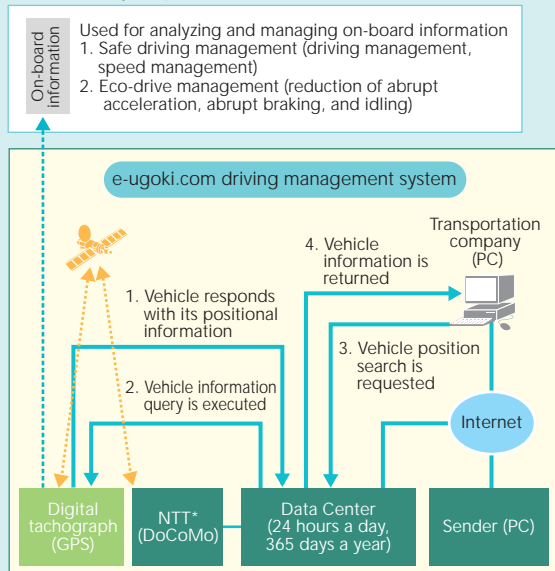 On-board
information
Used for analyzing and managing on-board information
1. Safe driving management (driving management,
speed management)
2. Eco-drive management (reduction of abrupt
acceleration, abrupt braking, and idling)
e-ugoki.com driving management system
Transportation
company
(PC)
4. Vehicle
information is
returned
1. Vehicle responds
with its positional
information
3. Vehicle position
search is
requested
2. Vehicle information
query is executed
Internet
Digital
tachograph
(GPS)
NTT*
(DoCoMo)
Data Center
(24 hours a day,
365 days a year)
Sender (PC)